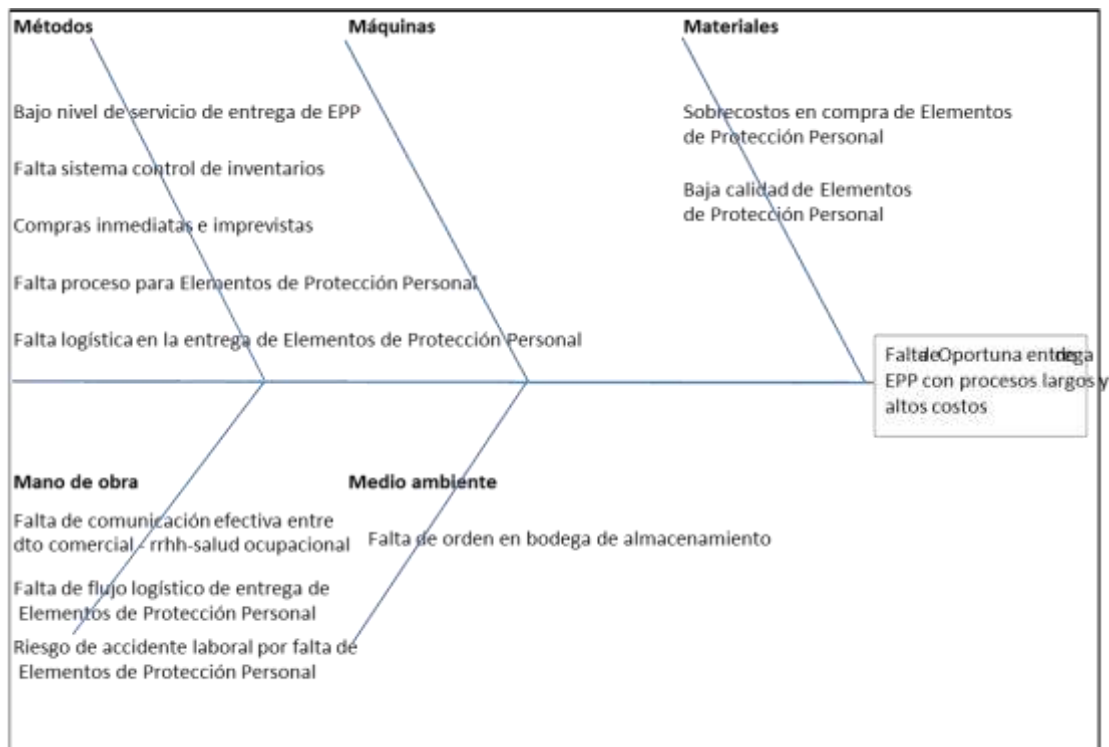 Métodos
Máquinas
Materiales
Bajo nivel de servicio de entrega de EPP
Falta sistema control de inventarios
Compras inmediatas e imprevistas
Falta proceso para Elementos de Protección Personal
Falta logística en la entrega de Elementos de Protección Personal
Sobrecostos en compra de Elementos
de Protección Personal
Baja calidad de Elementos
de Protección Personal
Falta de Oportuna entrega de
EPP con procesos largos y
altos costos
Mano de obra
Medio ambiente
Falta de comunicación efectiva entre
dto comercial - rrhh-salud ocupacional
Falta de flujo logístico de entrega de
Elementos de Protección Personal
Riesgo de accidente laboral por falta de
Elementos de Protección Personal
Falta de orden en bodega de almacenamiento